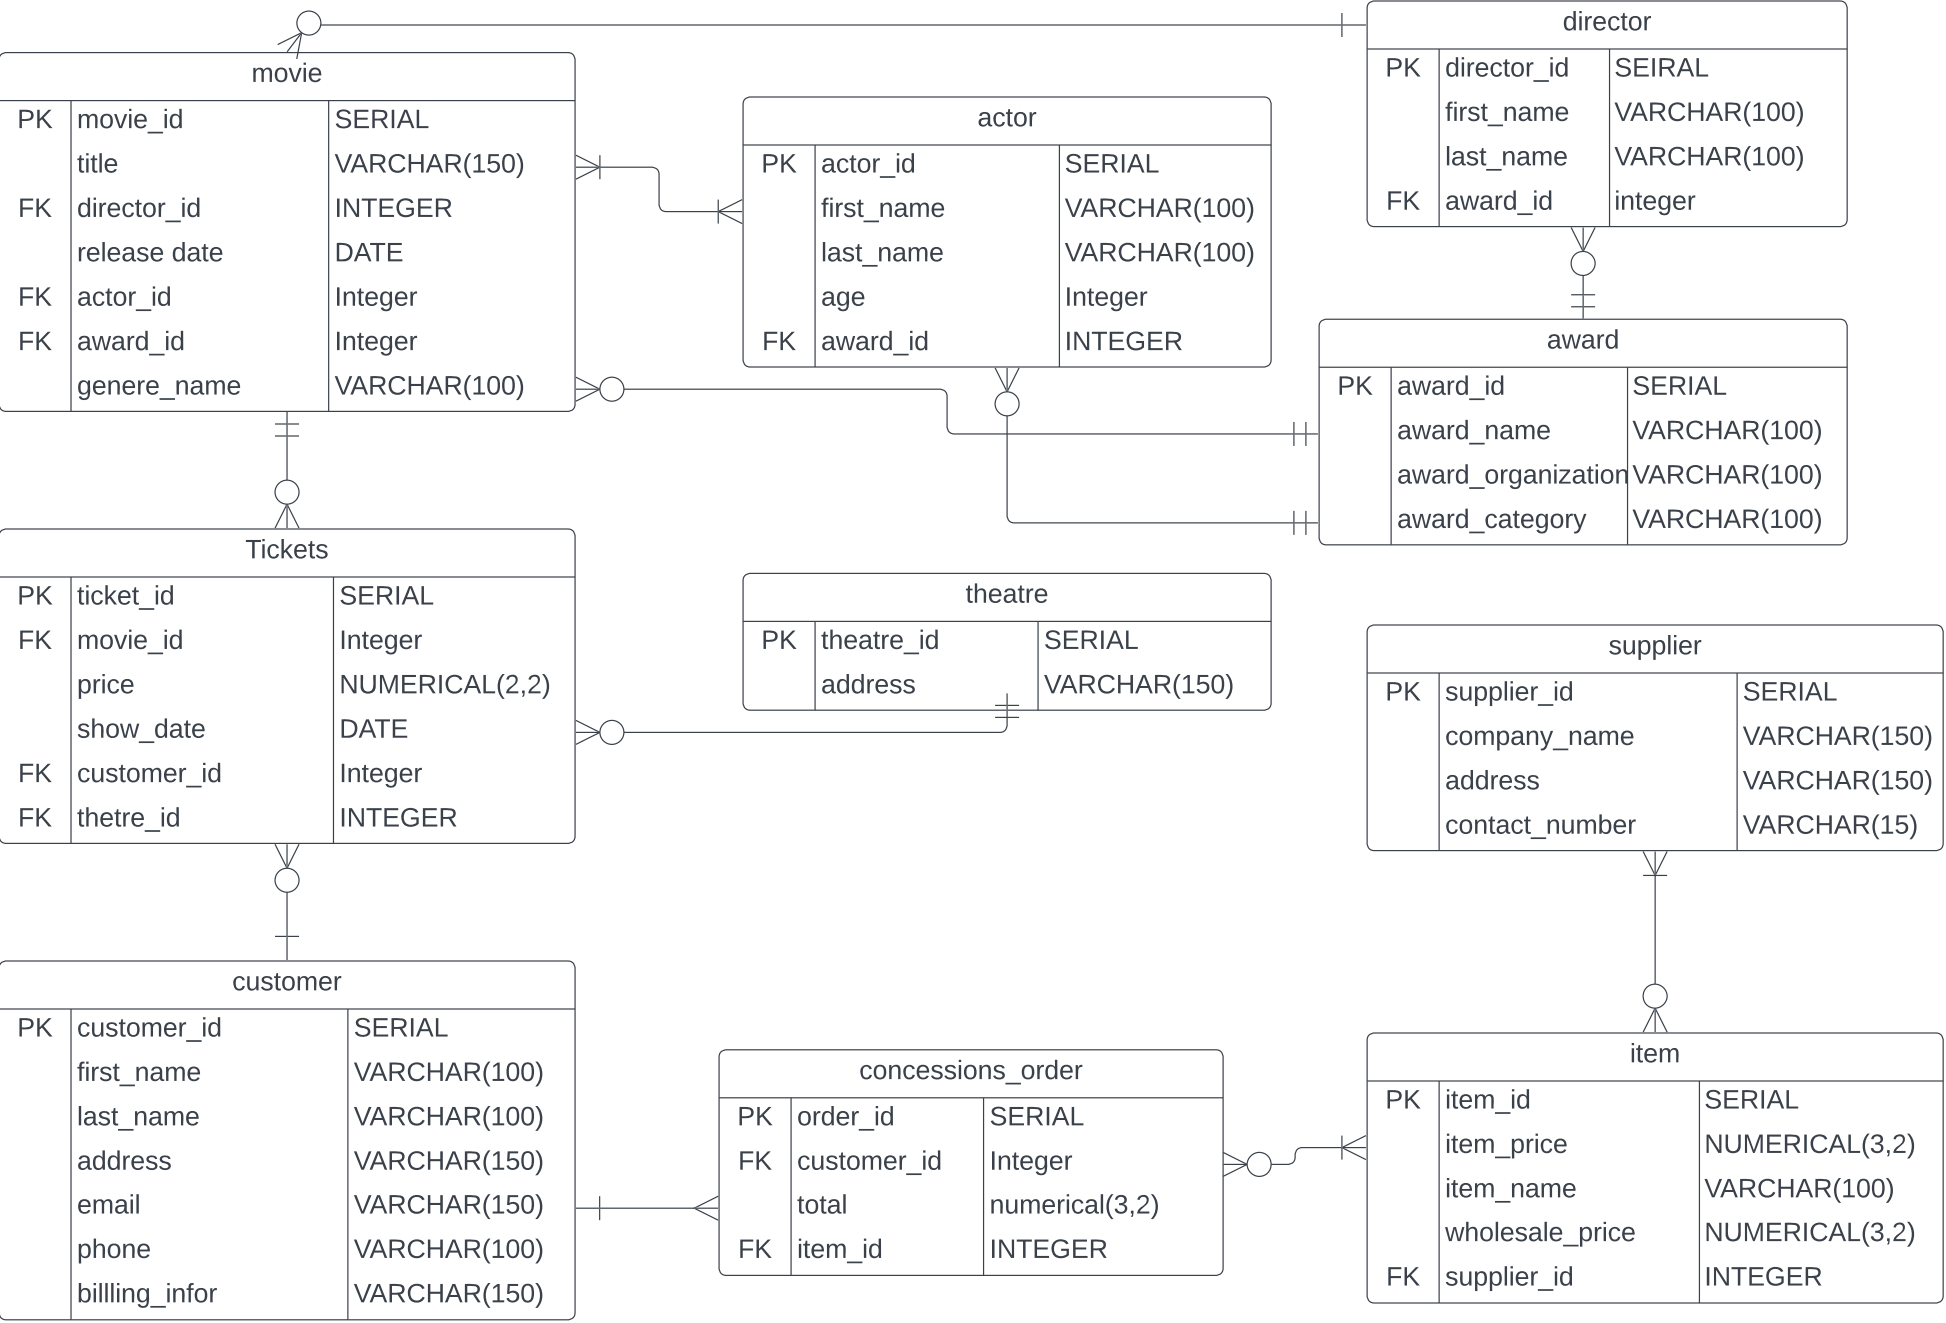 movie
PK movie_id SERIAL
title VARCHAR(150)
FK director_id INTEGER
release date DATE
FK actor_id Integer
FK award_id Integer
genere_name VARCHAR(100)
actor
PK actor_id SERIAL
first_name VARCHAR(100)
last_name VARCHAR(100)
age Integer
FK award_id INTEGER
director
PK director_id SEIRAL
first_name VARCHAR(100)
last_name VARCHAR(100)
FK award_id integer
award
PK award_id SERIAL
award_name VARCHAR(100)
award_organization VARCHAR(100)
award_category VARCHAR(100)
Tickets
PK ticket_id SERIAL
FK movie_id Integer
price NUMERICAL(2,2)
show_date DATE
FK customer_id Integer
FK thetre_id INTEGER
theatre
PK theatre_id SERIAL
address VARCHAR(150)
supplier
PK supplier_id SERIAL
company_name VARCHAR(150)
address VARCHAR(150)
contact_number VARCHAR(15)
customer
PK customer_id SERIAL
first_name VARCHAR(100)
last_name VARCHAR(100)
address VARCHAR(150)
email VARCHAR(150)
phone VARCHAR(100)
billling_infor VARCHAR(150)
concessions_order
PK order_id SERIAL
FK customer_id Integer
total numerical(3,2)
FK item_id INTEGER
item
PK item_id SERIAL
item_price NUMERICAL(3,2)
item_name VARCHAR(100)
wholesale_price NUMERICAL(3,2)
FK supplier_id INTEGER